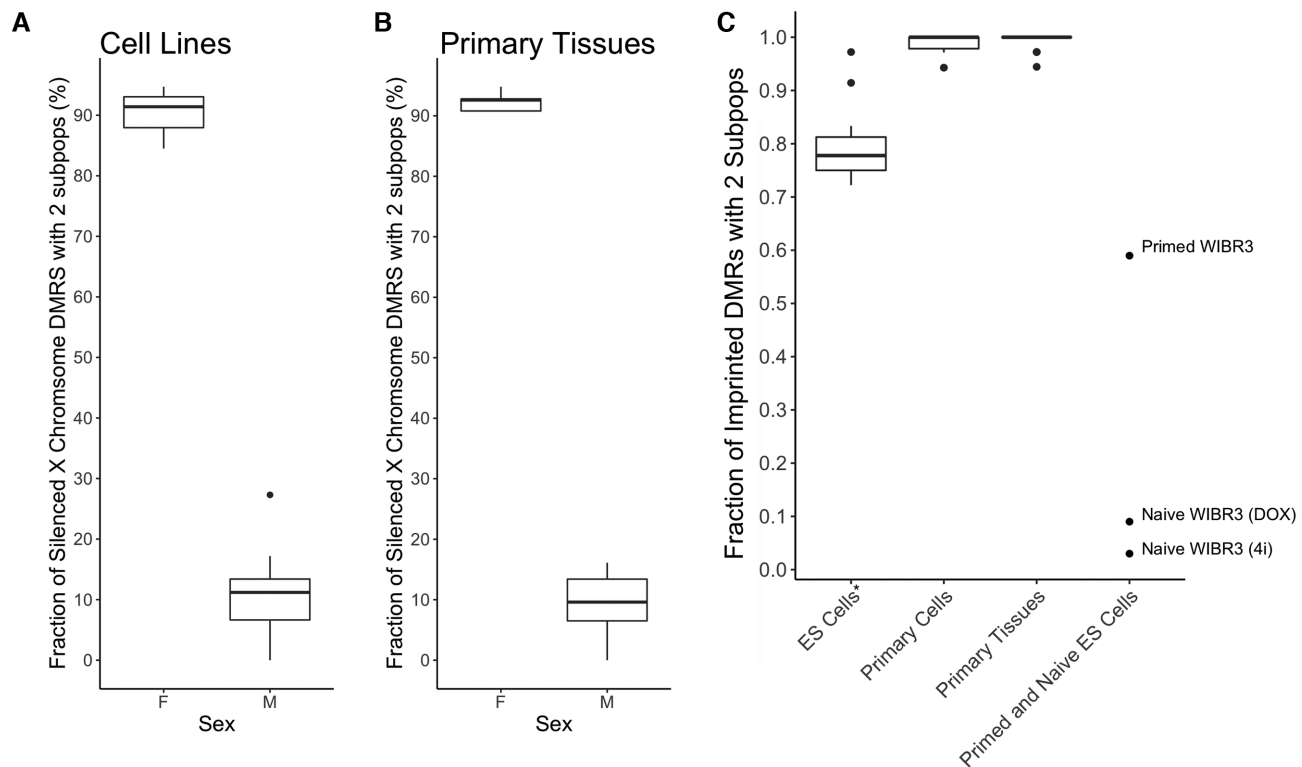 A
Cell Lines
Fraction of Silenced X Chromsome DMRS with 2 subpops (%)
90
80
70
60
50
40
30
20
10
0
F
M
Sex
B
Primary Tissues
Fraction of Silenced X Chromsome DMRS with 2 subpops (%)
90
80
70
60
50
40
30
20
10
0
F
M
Sex
C
Fraction of Imprinted DMRs with 2 Subpops
1.0
0.9
0.8
0.7
0.6
0.5
0.4
0.3
0.2
0.1
0.0
Primed WIBR3
Naive WIBR3 (DOX)
Naive WIBR3 (4i)
ES Cells*
Primary Cells
Primary Tissues
Primed and Naive ES Cells